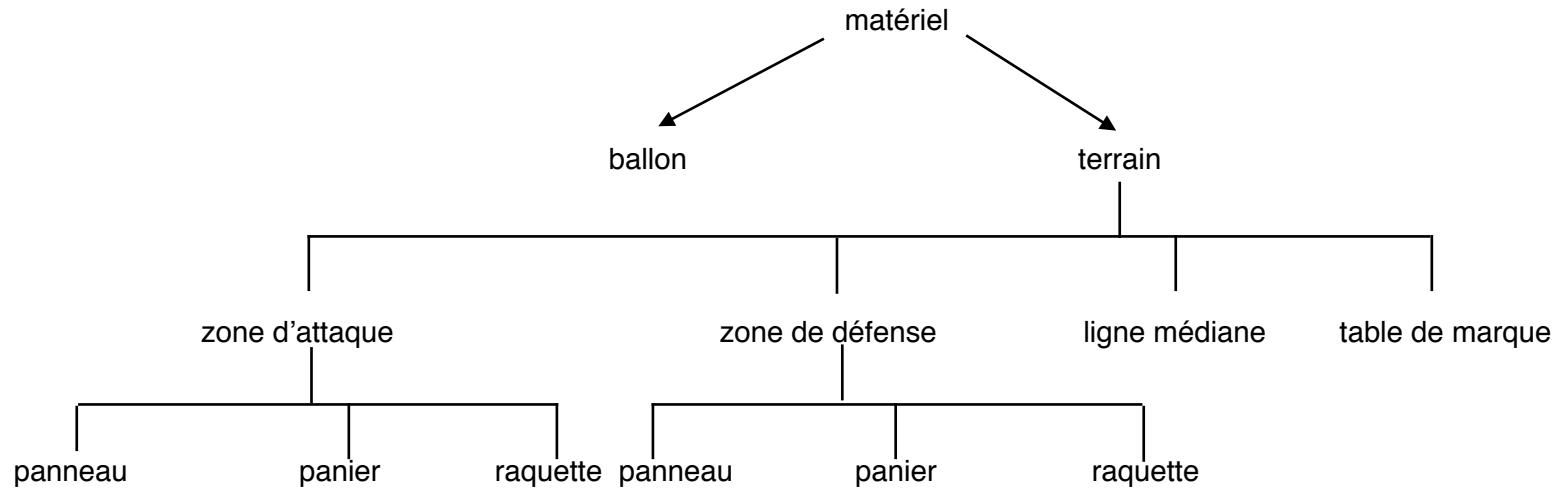 matériel
ballon terrain
zone d’attaque zone de défense ligne médiane table de marque
panneau panier raquette panneau panier raquette